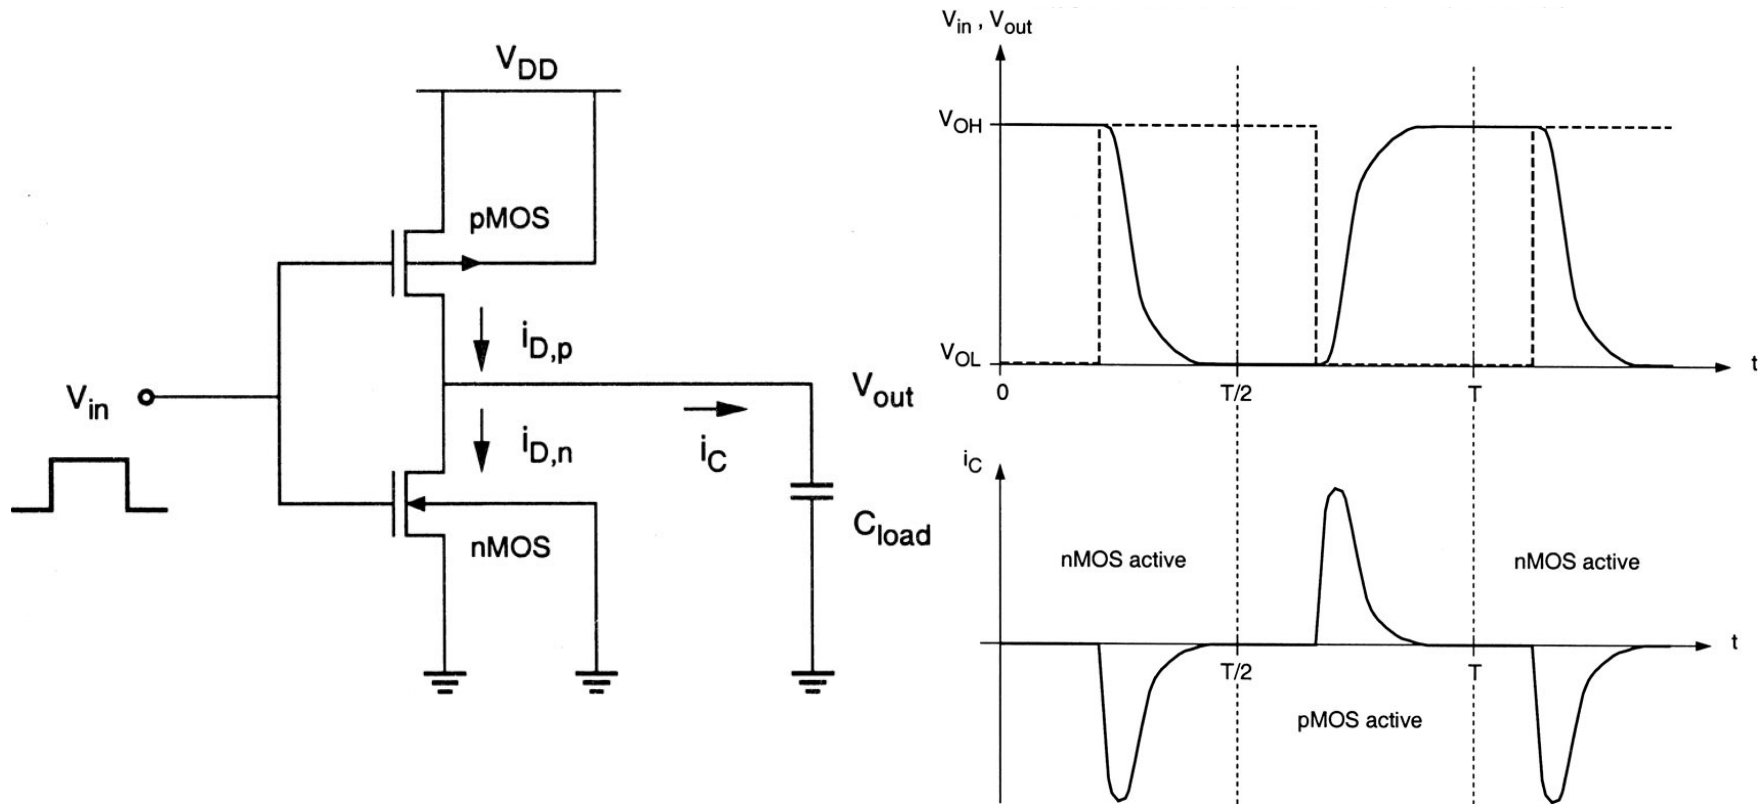 V_DD
pMOS
i_D,p
V_in
V_out
i_D,n
i_C
nMOS
C_load
V_in , V_out
V_OH
V_OL
t
0
T/2
T
i_C
nMOS active
nMOS active
t
T/2
T
pMOS active